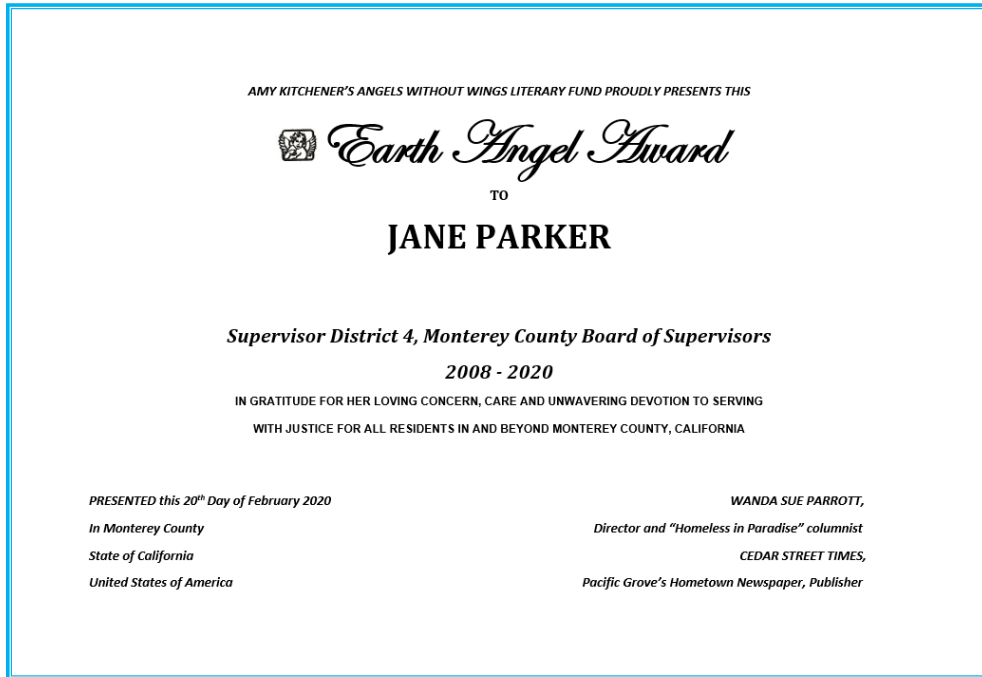 AMY KITCHENER'S ANGELS WITHOUT WINGS LITERARY FUND PROUDLY PRESENTS THIS
Earth Angel Award
TO
JANE PARKER
Supervisor District 4, Monterey County Board of Supervisors
2008 - 2020
IN GRATITUDE FOR HER LOVING CONCERN, CARE AND UNWAVERING DEVOTION TO SERVING
WITH JUSTICE FOR ALL RESIDENTS IN AND BEYOND MONTEREY COUNTY, CALIFORNIA
PRESENTED this 20th Day of February 2020
In Monterey County
State of California
United States of America
WANDA SUE PARROTT,
Director and “Homeless in Paradise” columnist
CEDAR STREET TIMES,
Pacific Grove's Hometown Newspaper, Publisher